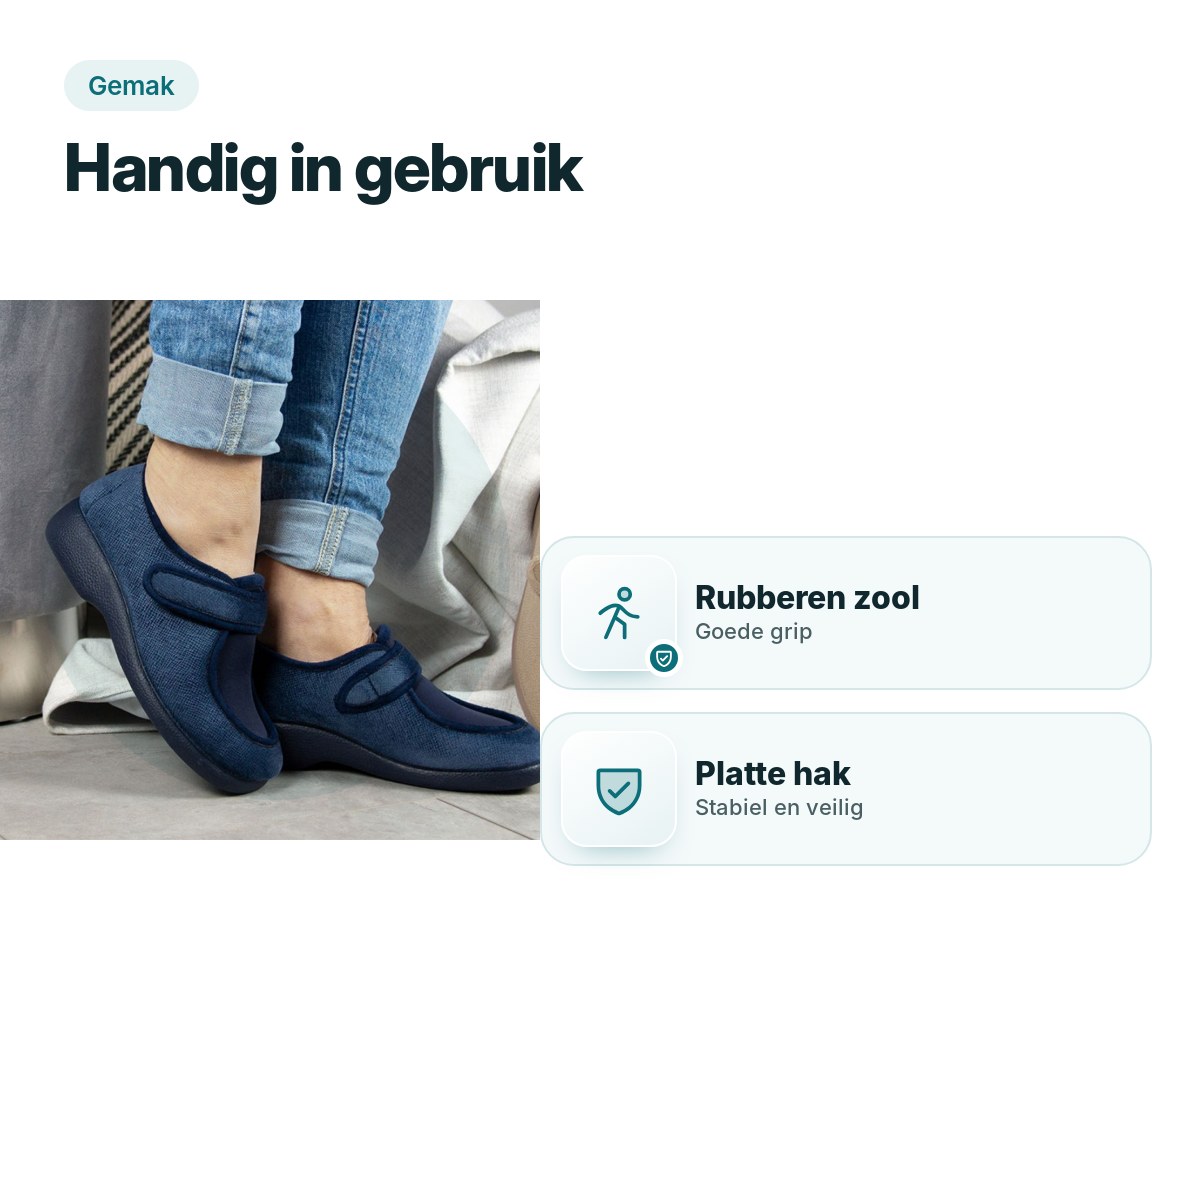 Gemak
Handig in gebruik
Rubberen zool
Goede grip
Platte hak
Stabiel en veilig